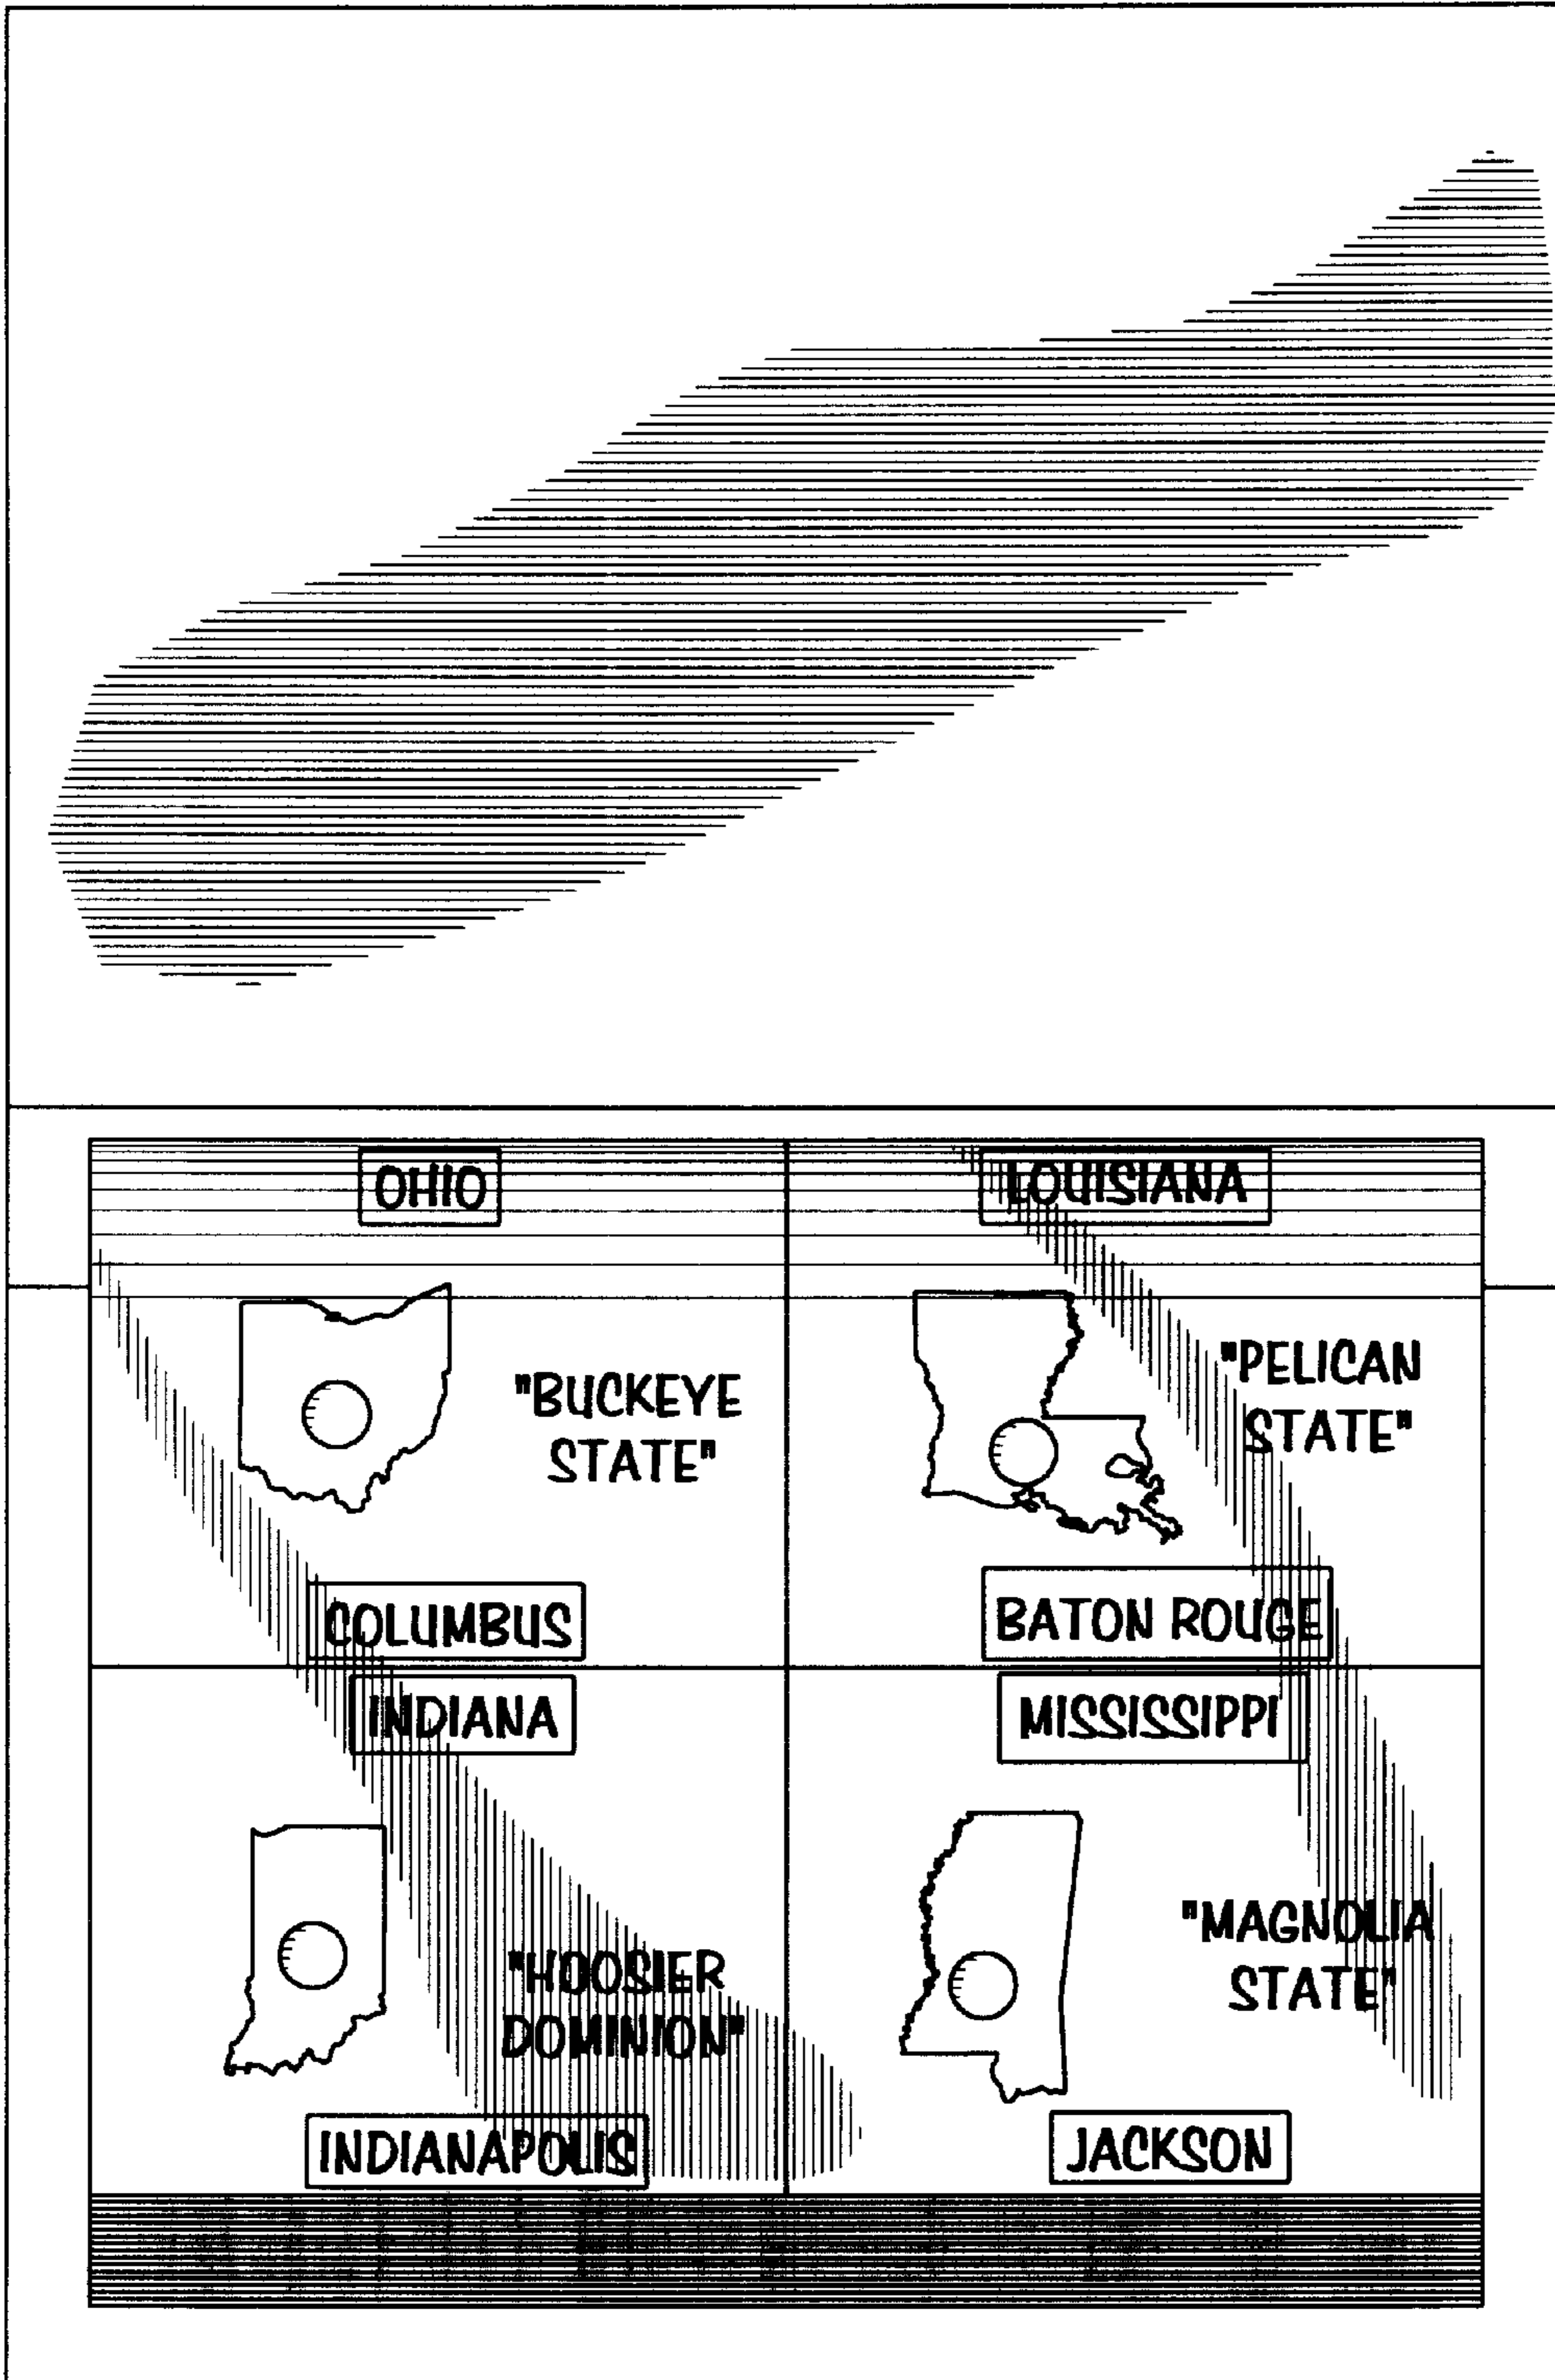 OHIO
"BUCKEYE
STATE"
COLUMBUS
LOUISIANA
"PELICAN
STATE"
BATON ROUGE
INDIANA
"HOOSIER
DOMINION"
INDIANAPOLIS
MISSISSIPPI
"MAGNOLIA
STATE"
JACKSON